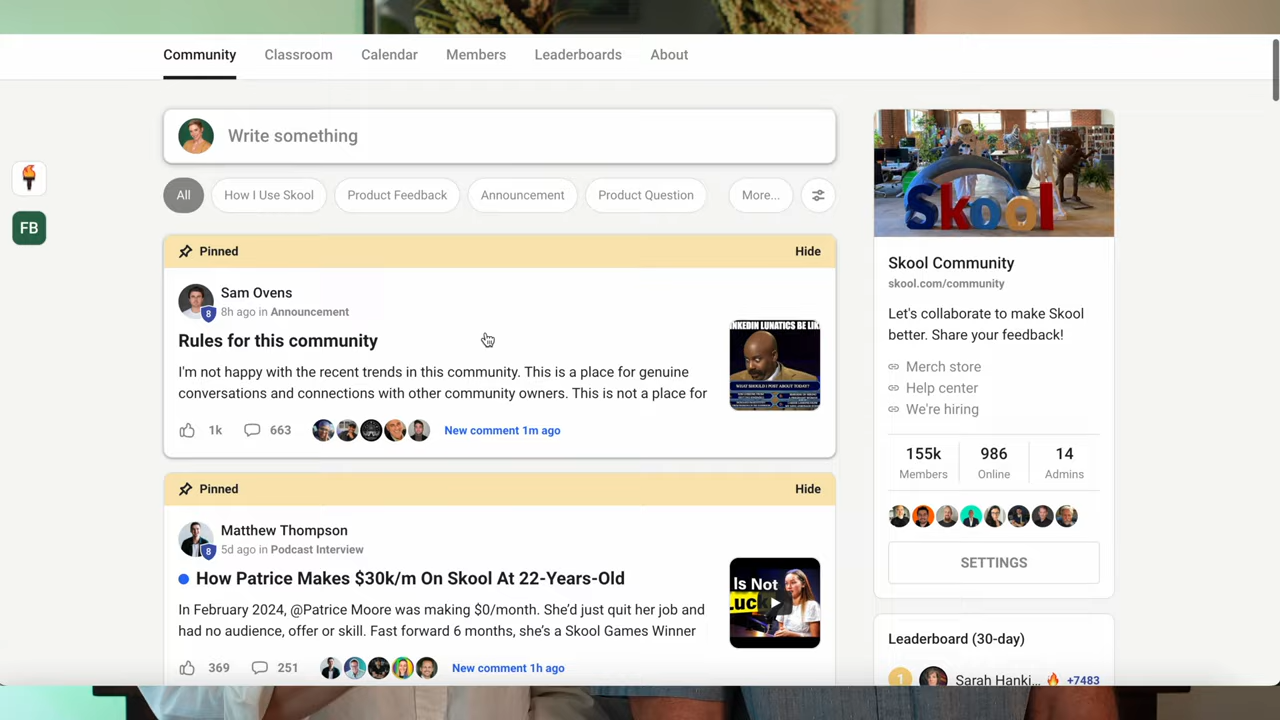 Community
Classroom
Calendar
Members
Leaderboards
About
Write something
FB
All
How I Use Skool
Product Feedback
Announcement
Product Question
More...
Pinned
Hide
Sam Ovens
8
8h ago in Announcement
Rules for this community
I'm not happy with the recent trends in this community. This is a place for genuine
conversations and connections with other community owners. This is not a place for
1k
663
New comment 1m ago
Pinned
Hide
Matthew Thompson
8
5d ago in Podcast Interview
How Patrice Makes $30k/m On Skool At 22-Years-Old
In February 2024, @Patrice Moore was making $0/month. She'd just quit her job and
had no audience, offer or skill. Fast forward 6 months, she's a Skool Games Winner
Is Not
369
251
New comment 1h ago
Skool
Skool Community
skool.com/community
Let's collaborate to make Skool
better. Share your feedback!
Merch store
Help center
We're hiring
155k
Members
986
Online
14
Admins
SETTINGS
Leaderboard (30-day)
1
Sarah Hanki...
+7483